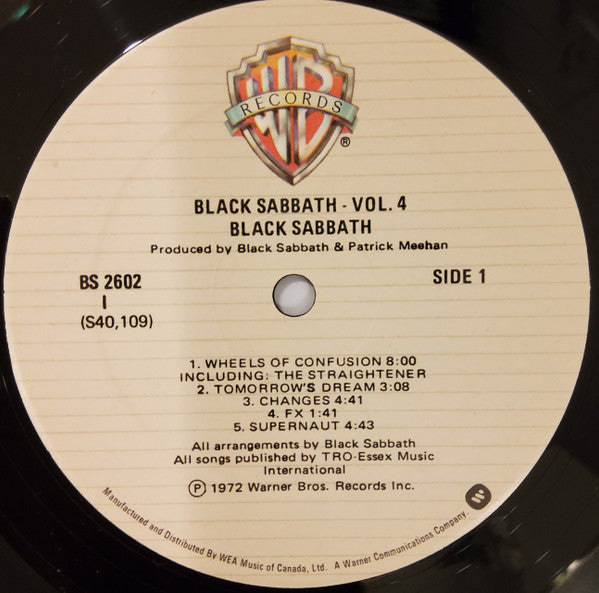 WB
RECORDS
®
BLACK SABBATH - VOL. 4
BLACK SABBATH
Produced by Black Sabbath & Patrick Meehan
BS 2602
I
(S40,109)
SIDE 1
1. WHEELS OF CONFUSION 8:00
INCLUDING: THE STRAIGHTENER
2. TOMORROW'S DREAM 3:08
3. CHANGES 4:41
4. FX 1:41
5. SUPERNAUT 4:43
All arrangements by Black Sabbath
All songs published by TRO-Essex Music
International
Ⓟ 1972 Warner Bros. Records Inc.
Manufactured and Distributed By WEA Music of Canada, Ltd. A Warner Communications Company.